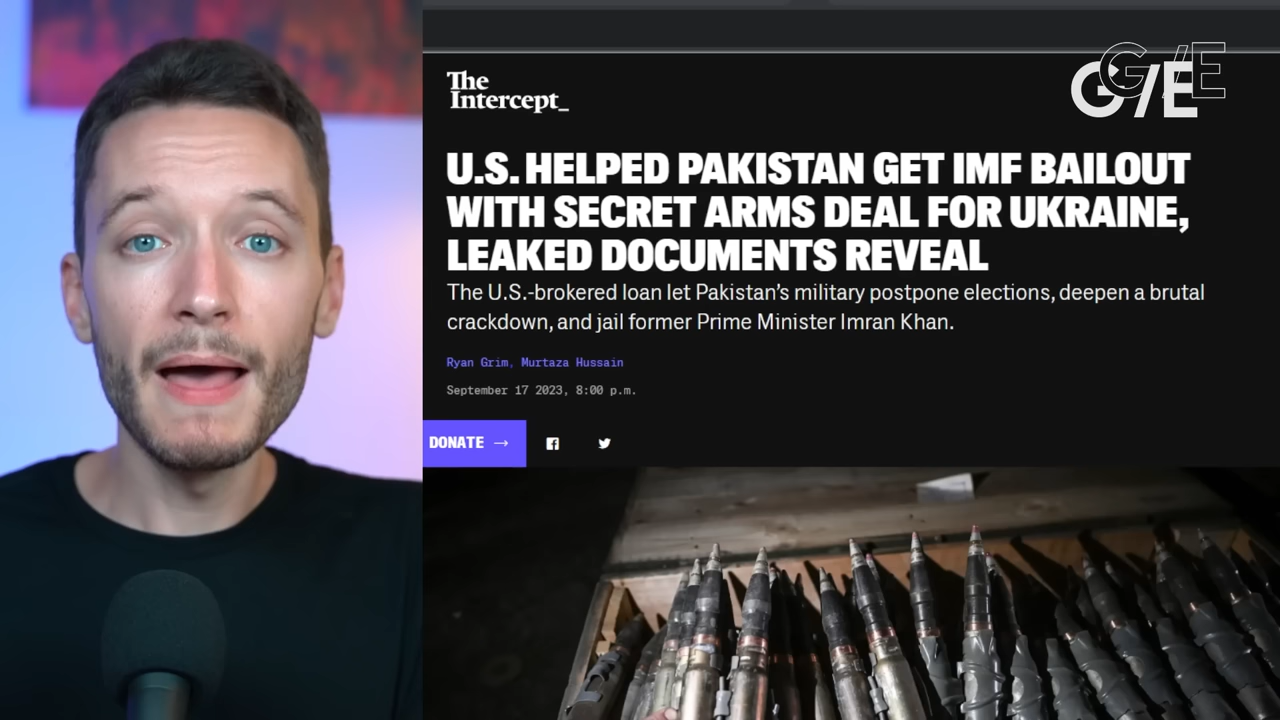 The
Intercept_
G/E
G/E
U.S. HELPED PAKISTAN GET IMF BAILOUT
WITH SECRET ARMS DEAL FOR UKRAINE,
LEAKED DOCUMENTS REVEAL
The U.S.-brokered loan let Pakistan's military postpone elections, deepen a brutal
crackdown, and jail former Prime Minister Imran Khan.
Ryan Grim, Murtaza Hussain
September 17 2023, 8:00 p.m.
DONATE →